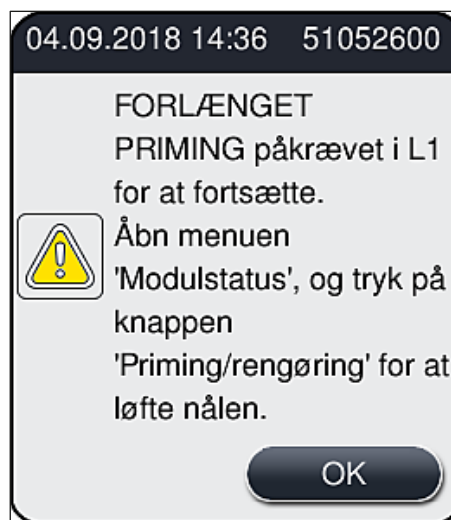 04.09.2018 14:36 51052600
FORLÆNGET
PRIMING påkrævet i L1
for at fortsætte.
Åbn menuen
'Modulstatus', og tryk på
knappen
'Priming/rengøring' for at
løfte nålen.
OK